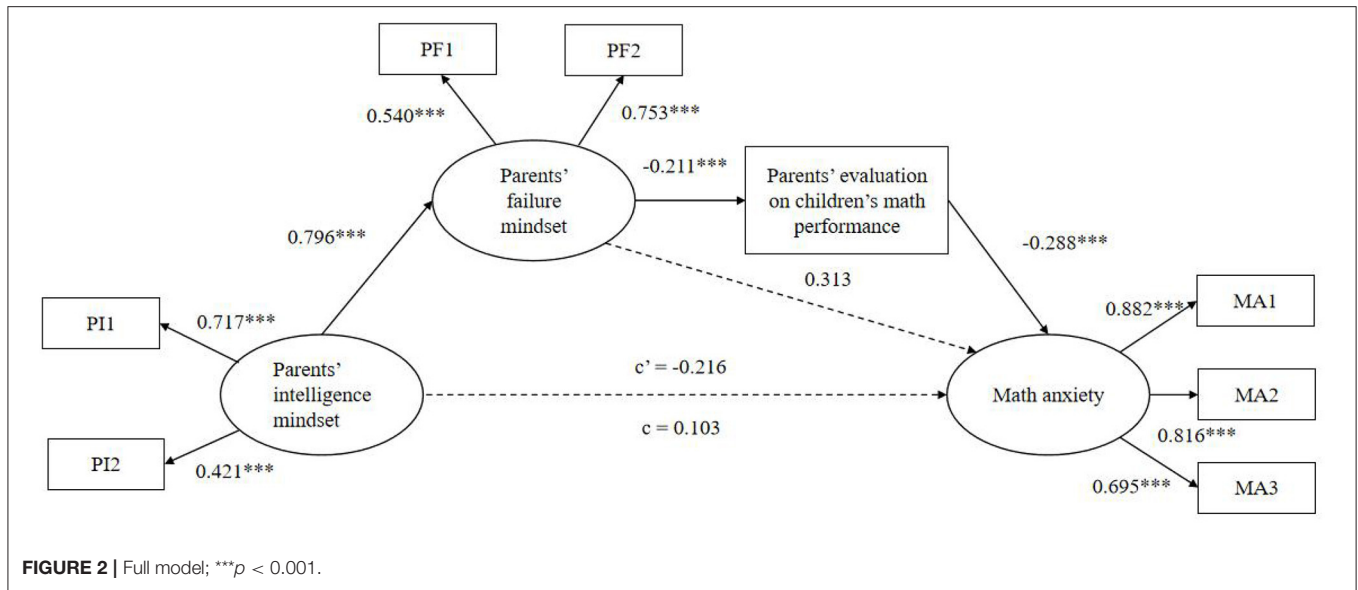 PF1
PF2
0.540***
0.753***
Parents’
failure
mindset
-0.211***
Parents’ evaluation
on children’s math
performance
0.796***
-0.288***
0.313
PI1
0.717***
0.882***
MA1
Parents’
intelligence
mindset
c’ = -0.216
c = 0.103
Math anxiety
MA2
0.816***
PI2
0.421***
0.695***
MA3
FIGURE 2 | Full model; ***p < 0.001.